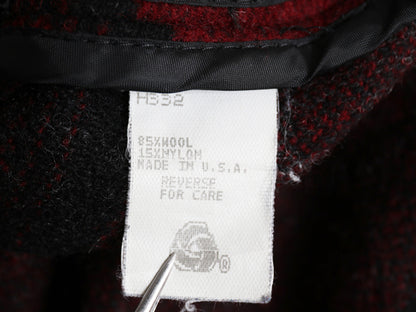 H332
85%WOOL
15%NYLON
MADE IN U.S.A.
REVERSE
FOR CARE
®